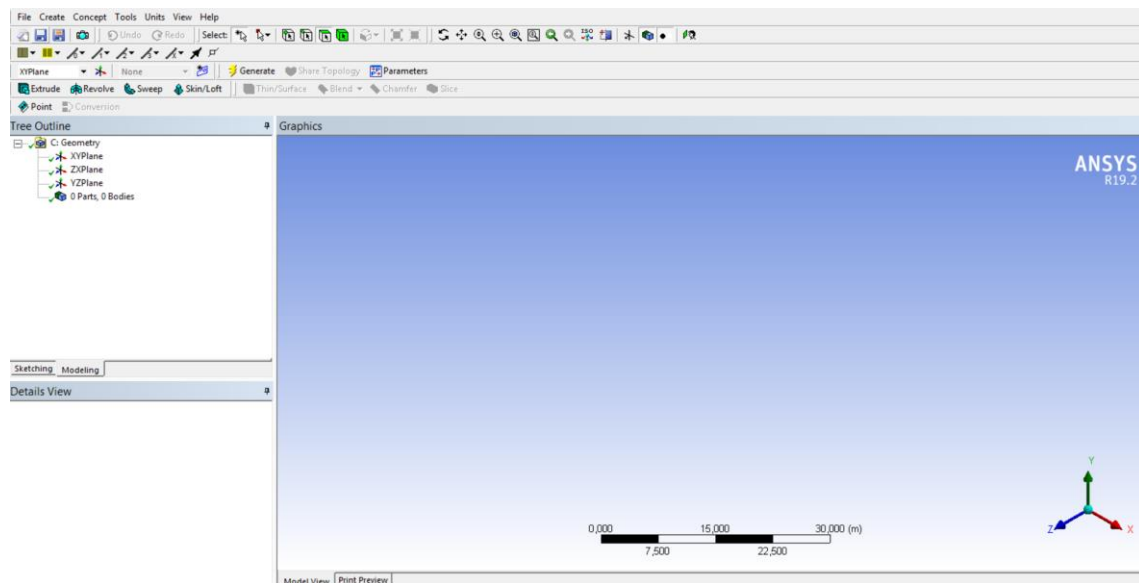 File Create Concept Tools Units View Help
Undo Redo Select: ISO
XYPlane None Generate Share Topology Parameters
Extrude Revolve Sweep Skin/Loft Thin/Surface Blend Chamfer Slice
Point Conversion
Tree Outline
C: Geometry
XYPlane
ZXPlane
YZPlane
0 Parts, 0 Bodies
Sketching Modeling
Details View
Graphics
ANSYS
R19.2
Y
Z X
0,000 15,000 30,000 (m)
7,500 22,500
Model View Print Preview